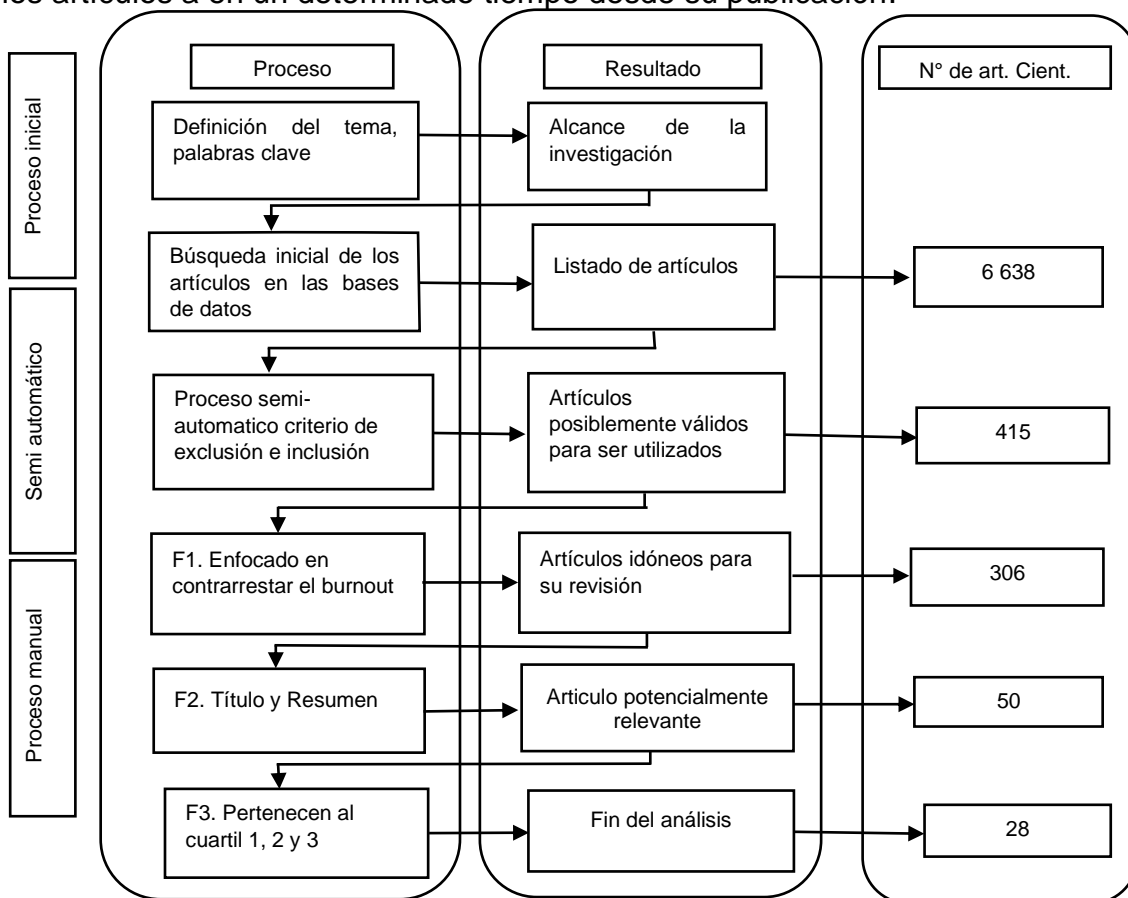 los artículos a en un determinado tiempo desde su publicación.
Proceso
Resultado
N° de art. Cient.
Proceso inicial
Definición del tema,
palabras clave
Alcance de la
investigación
Búsqueda inicial de los
artículos en las bases
de datos
Listado de artículos
6 638
Semi automático
Proceso semi-
automatico criterio de
exclusión e inclusión
Artículos
posiblemente válidos
para ser utilizados
415
F1. Enfocado en
contrarrestar el burnout
Artículos idóneos para
su revisión
306
Proceso manual
F2. Título y Resumen
Articulo potencialmente
relevante
50
F3. Pertenecen al
cuartil 1, 2 y 3
Fin del análisis
28